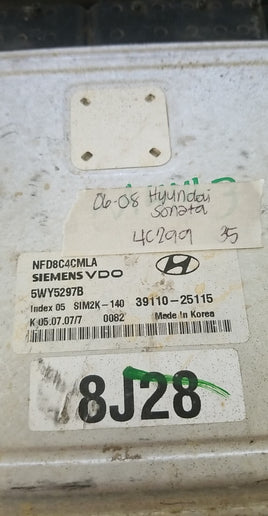 06-08 Hyundai
Sonata
4C299 35
NFD8C4CMLA
SIEMENS VDO
5WY5297B
Index 05 SIM2K-140 39110-25115
K 05.07.07/7 0082 Made in Korea
8J28